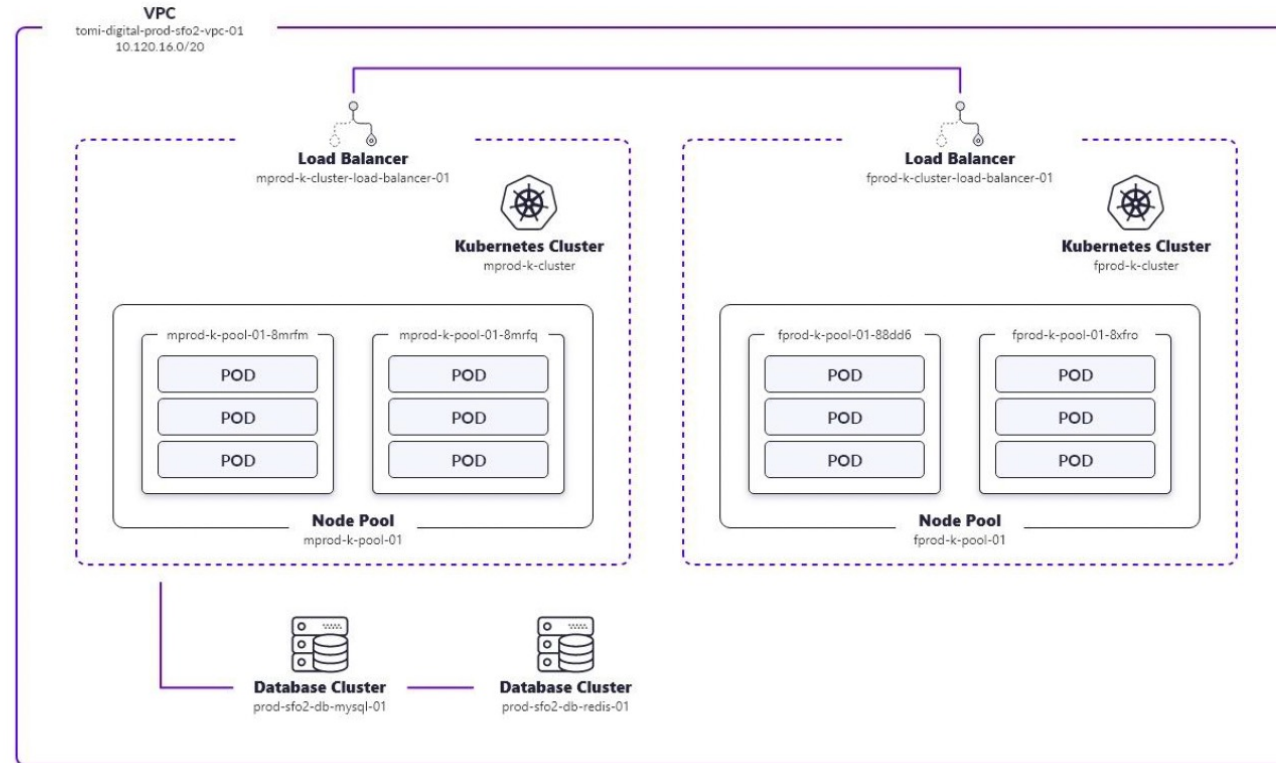 VPC
tomi-digital-prod-sfo2-vpc-01
10.120.16.0/20
Load Balancer
mprod-k-cluster-load-balancer-01
Kubernetes Cluster
mprod-k-cluster
mprod-k-pool-01-8mrfm
POD
POD
POD
mprod-k-pool-01-8mrfq
POD
POD
POD
Node Pool
mprod-k-pool-01
Load Balancer
fprod-k-cluster-load-balancer-01
Kubernetes Cluster
fprod-k-cluster
fprod-k-pool-01-88dd6
POD
POD
POD
fprod-k-pool-01-8xfro
POD
POD
POD
Node Pool
fprod-k-pool-01
Database Cluster
prod-sfo2-db-mysql-01
Database Cluster
prod-sfo2-db-redis-01